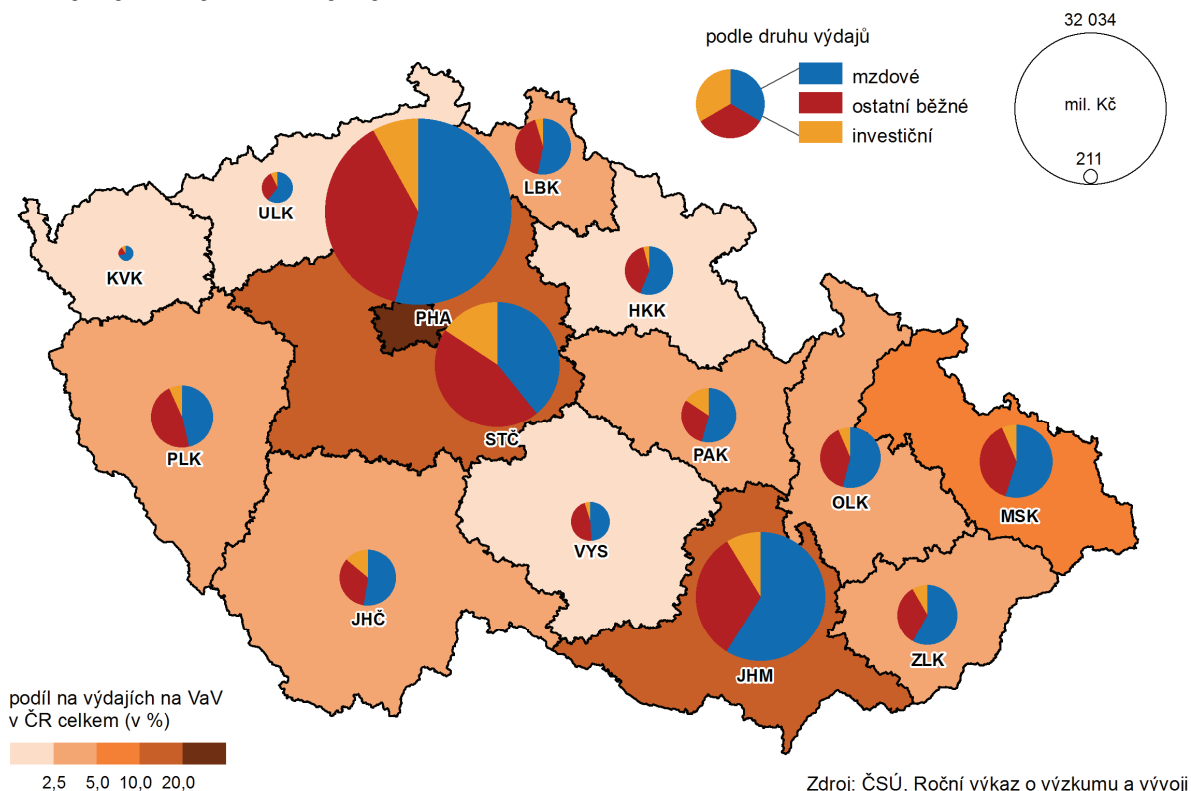 podle druhu výdajů
mzdové
ostatní běžné
investiční
32 034
mil. Kč
211
LBK
ULK
KVK
HKK
PHA
STČ
PLK
PAK
OLK
MSK
VYS
JHČ
ZLK
JHM
podíl na výdajích na VaV
v ČR celkem (v %)
2,5 5,0 10,0 20,0
Zdroj: ČSÚ. Roční výkaz o výzkumu a vývoji